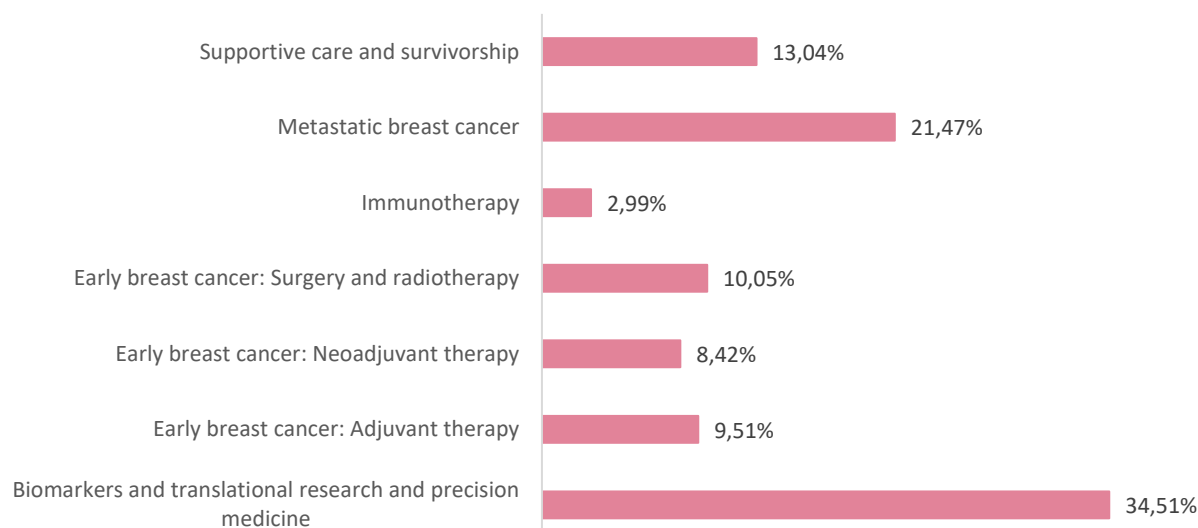 Supportive care and survivorship
13,04%
Metastatic breast cancer
21,47%
Immunotherapy
2,99%
Early breast cancer: Surgery and radiotherapy
10,05%
Early breast cancer: Neoadjuvant therapy
8,42%
Early breast cancer: Adjuvant therapy
9,51%
Biomarkers and translational research and precision
medicine
34,51%